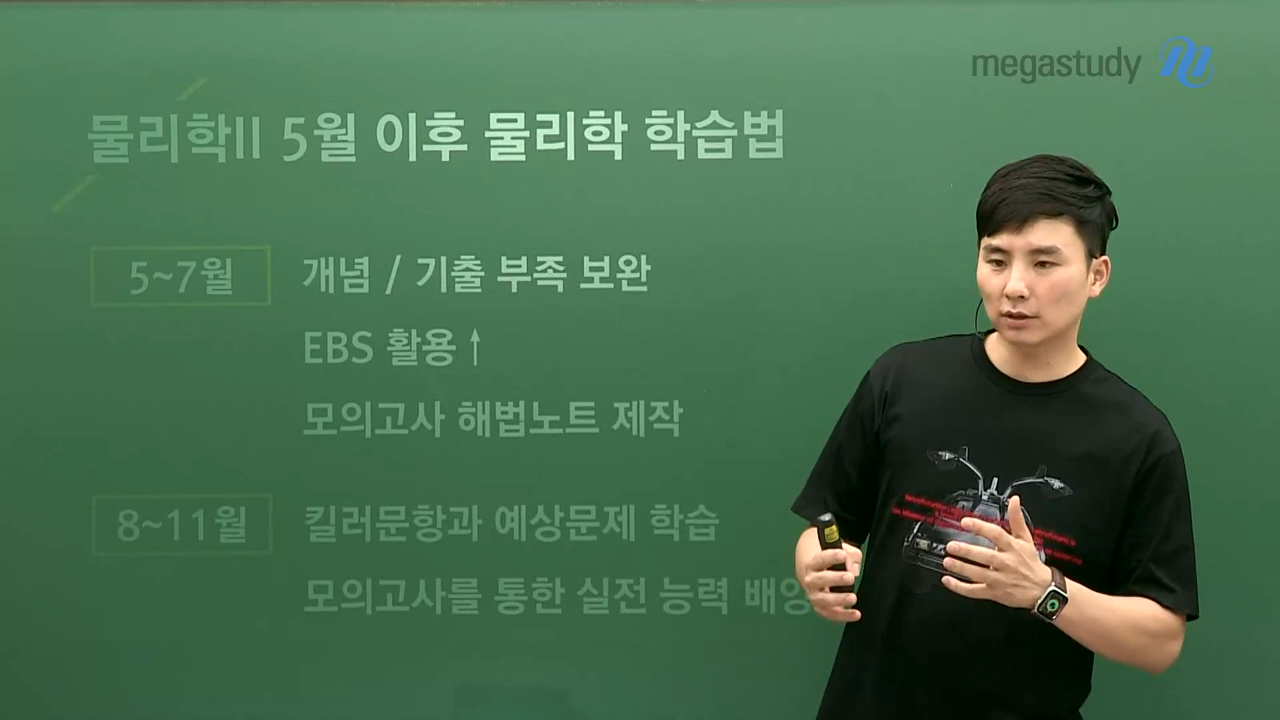 megastudy
물리학II 5월 이후 물리학 학습법
5~7월 개념 / 기출 부족 보완
EBS 활용↑
모의고사 해법노트 제작
8~11월 킬러문항과 예상문제 학습
모의고사를 통한 실전 능력 배양